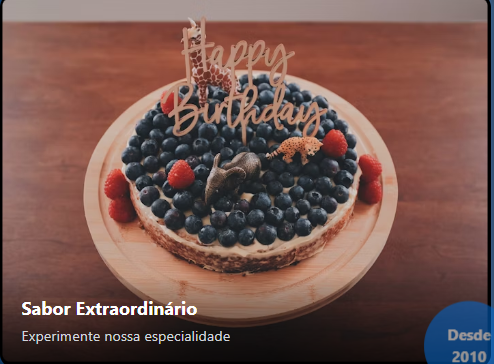 Happy
Birthday
Sabor Extraordinário
Experimente nossa especialidade
Desde
2010